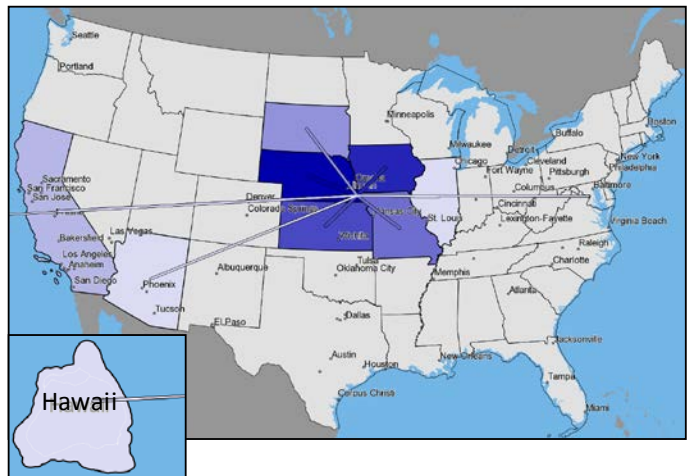 Seattle
Portland
Minneapolis
Boston
Buffalo
Milwaukee
Detroit
New York
Chicago
Cleveland
Fort Wayne
Pittsburgh
Philadelphia
Sacramento
Columbus
Baltimore
San Francisco
Denver
Cincinnati
San Jose
Colorado Springs
Kansas City
St. Louis
Lexington-Fayette
Virginia Beach
Las Vegas
Wichita
Bakersfield
Raleigh
Los Angeles
Tulsa
Charlotte
Anaheim
Albuquerque
Oklahoma City
Memphis
San Diego
Phoenix
Atlanta
Tucson
El Paso
Dallas
Jacksonville
Austin
New Orleans
Houston
Tampa
Corpus Christi
Miami
Hawaii